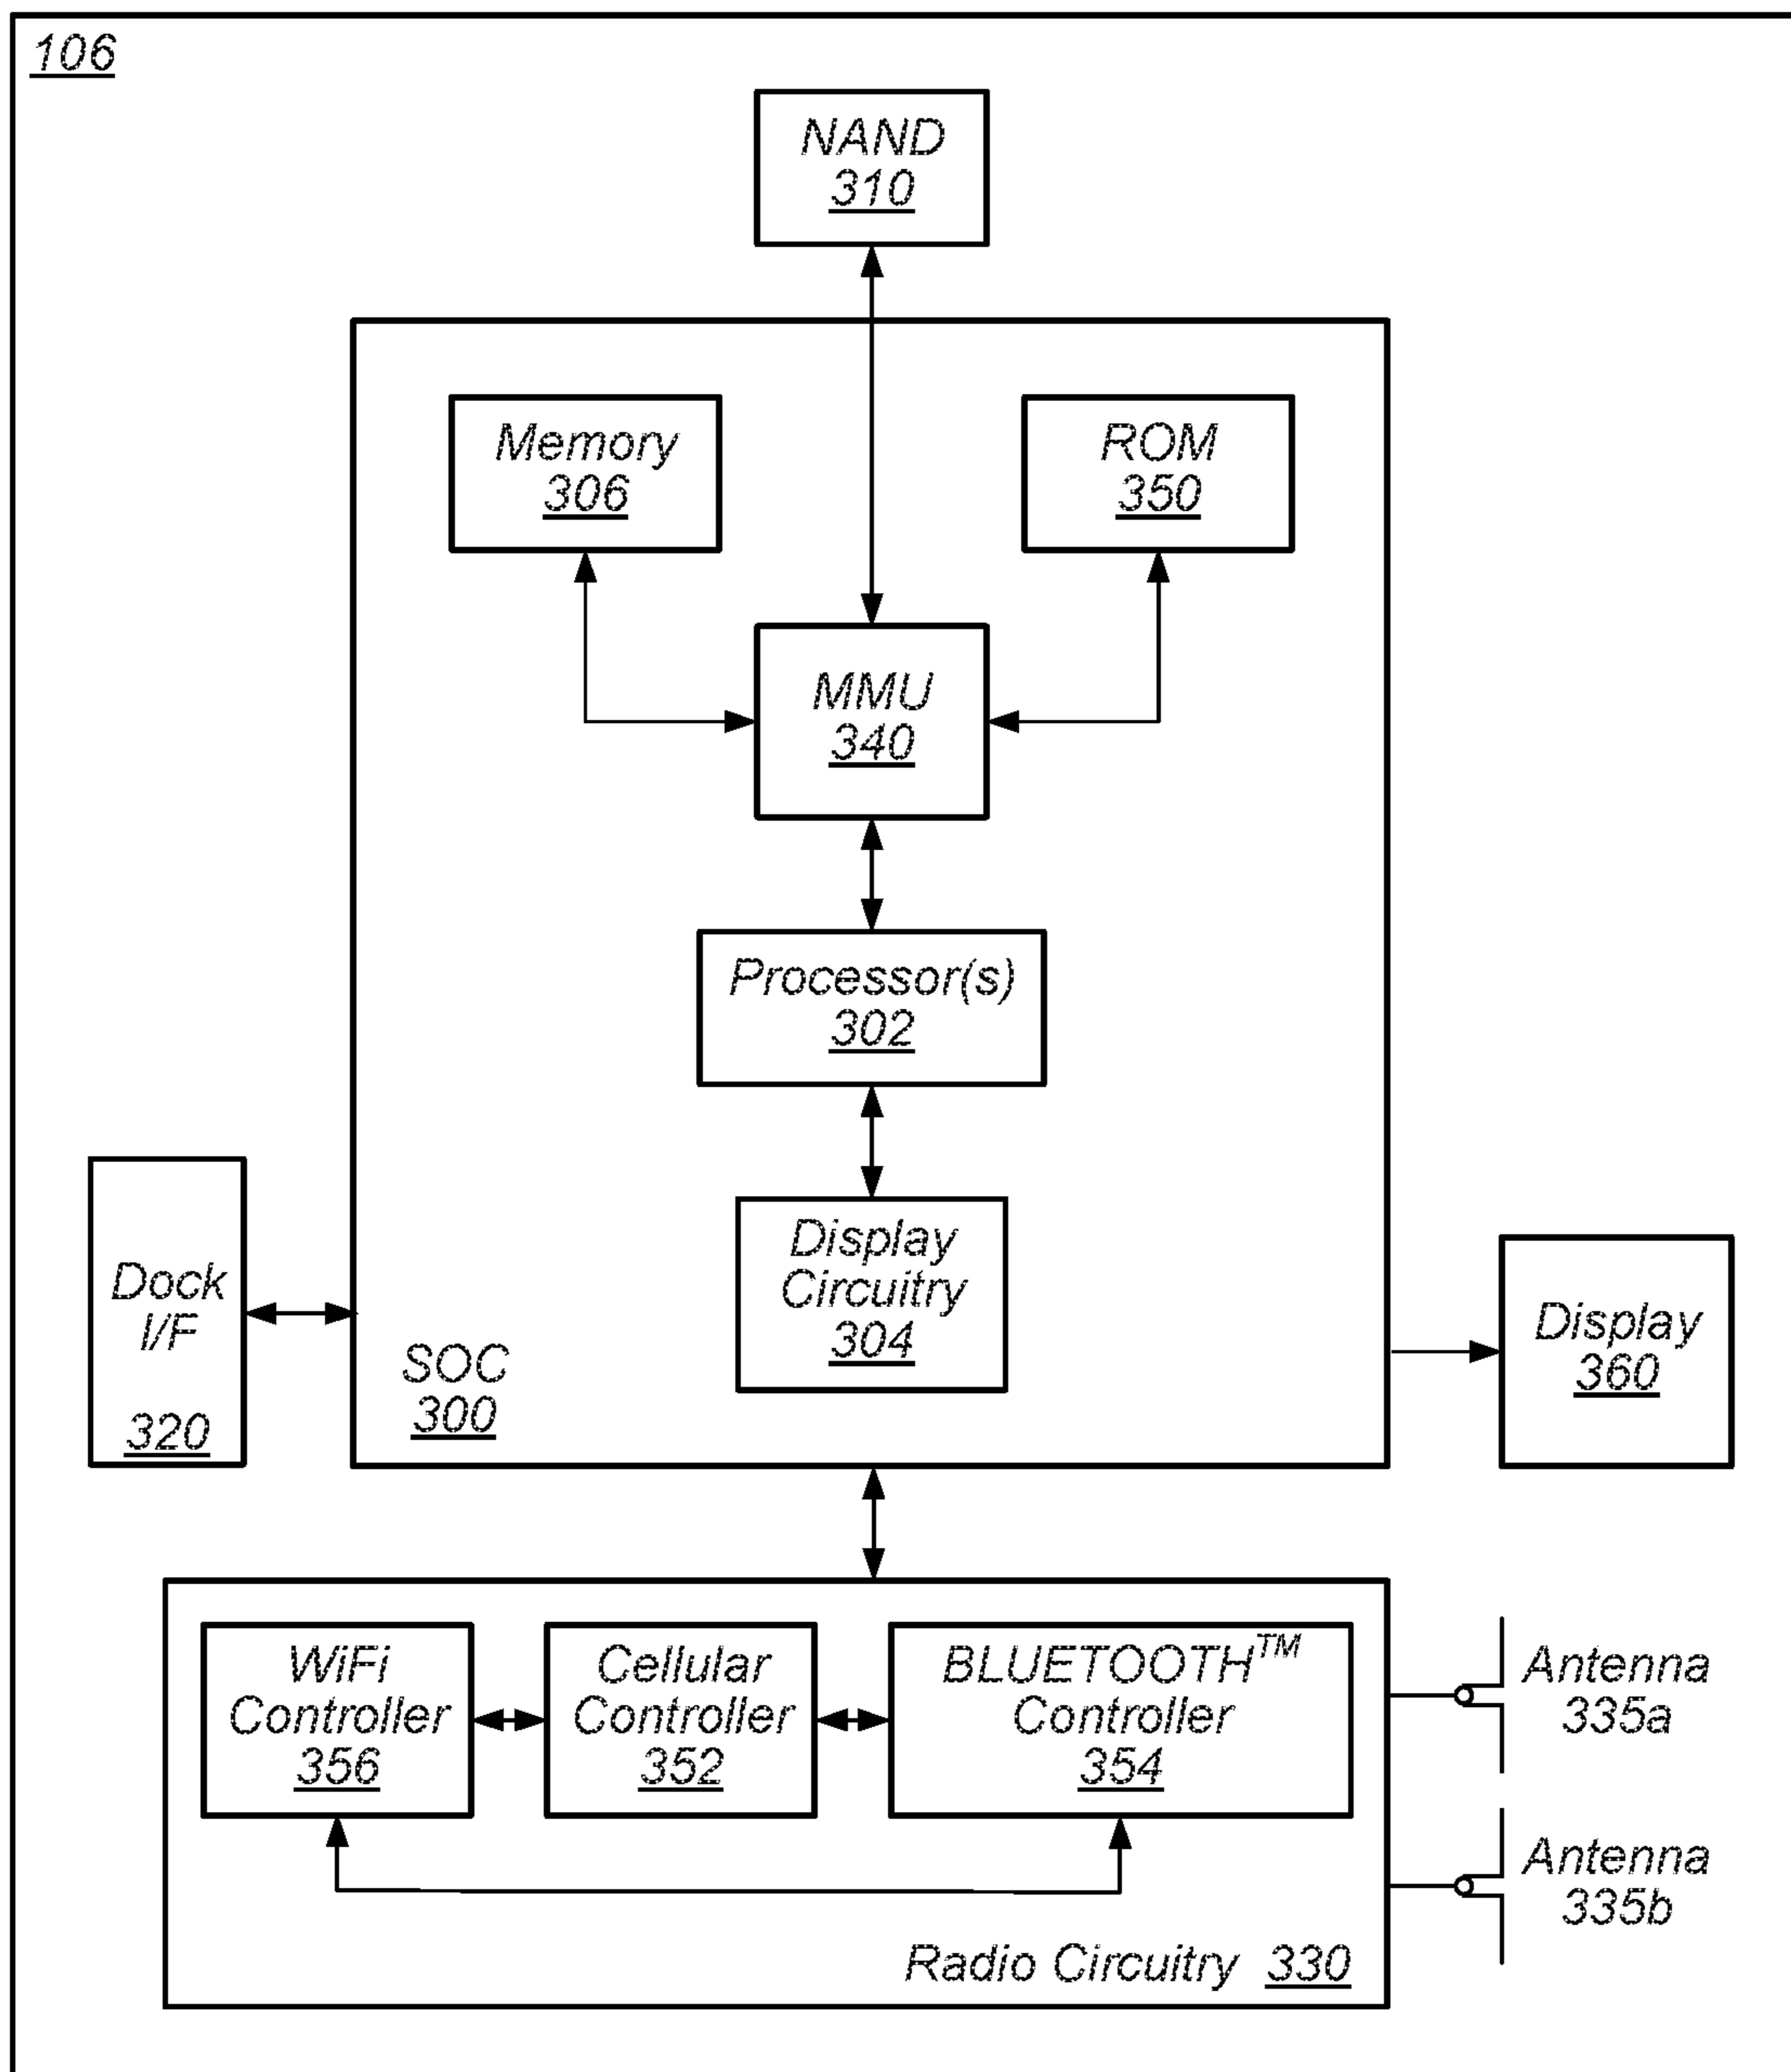 106
NAND
310
Memory
306
ROM
350
MMU
340
Processor(s)
302
Display
Circuitry
304
Dock
I/F
320
SOC
300
Display
360
WiFi
Controller
356
Cellular
Controller
352
BLUETOOTH™
Controller
354
Antenna
335a
Antenna
335b
Radio Circuitry 330